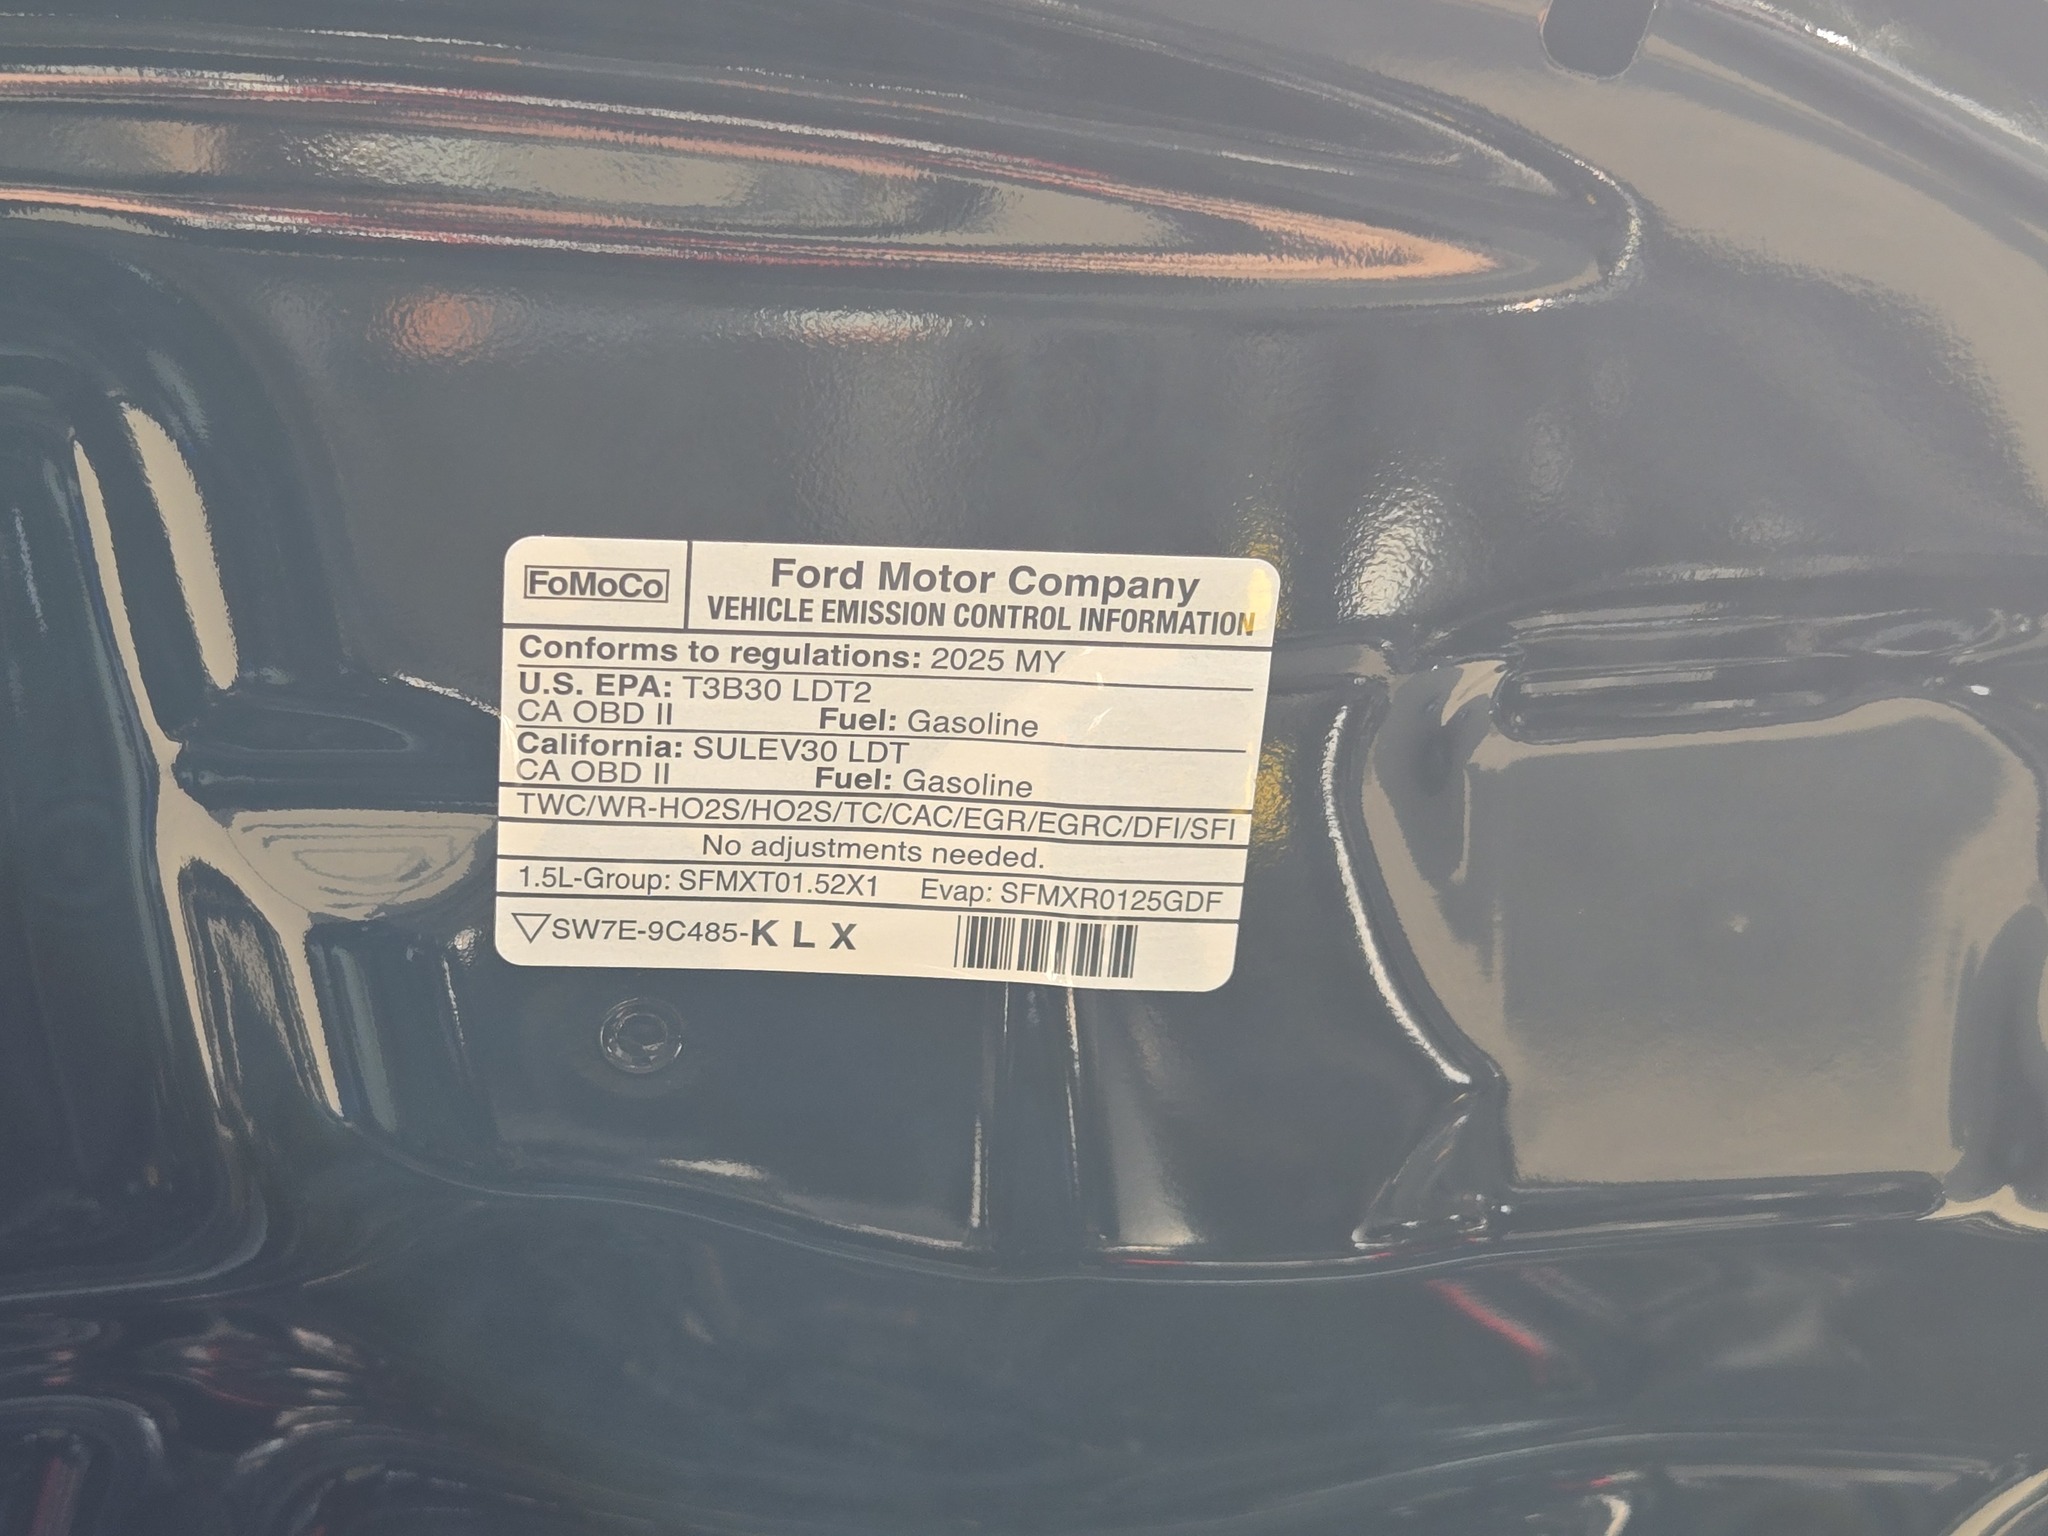 FoMoCo
Ford Motor Company
VEHICLE EMISSION CONTROL INFORMATION
Conforms to regulations: 2025 MY
U.S. EPA: T3B30 LDT2
CA OBD II Fuel: Gasoline
California: SULEV30 LDT
CA OBD II Fuel: Gasoline
TWC/WR-HO2S/HO2S/TC/CAC/EGR/EGRC/DFI/SFI
No adjustments needed.
1.5L-Group: SFMXT01.52X1 Evap: SFMXR0125GDF
SW7E-9C485-K L X